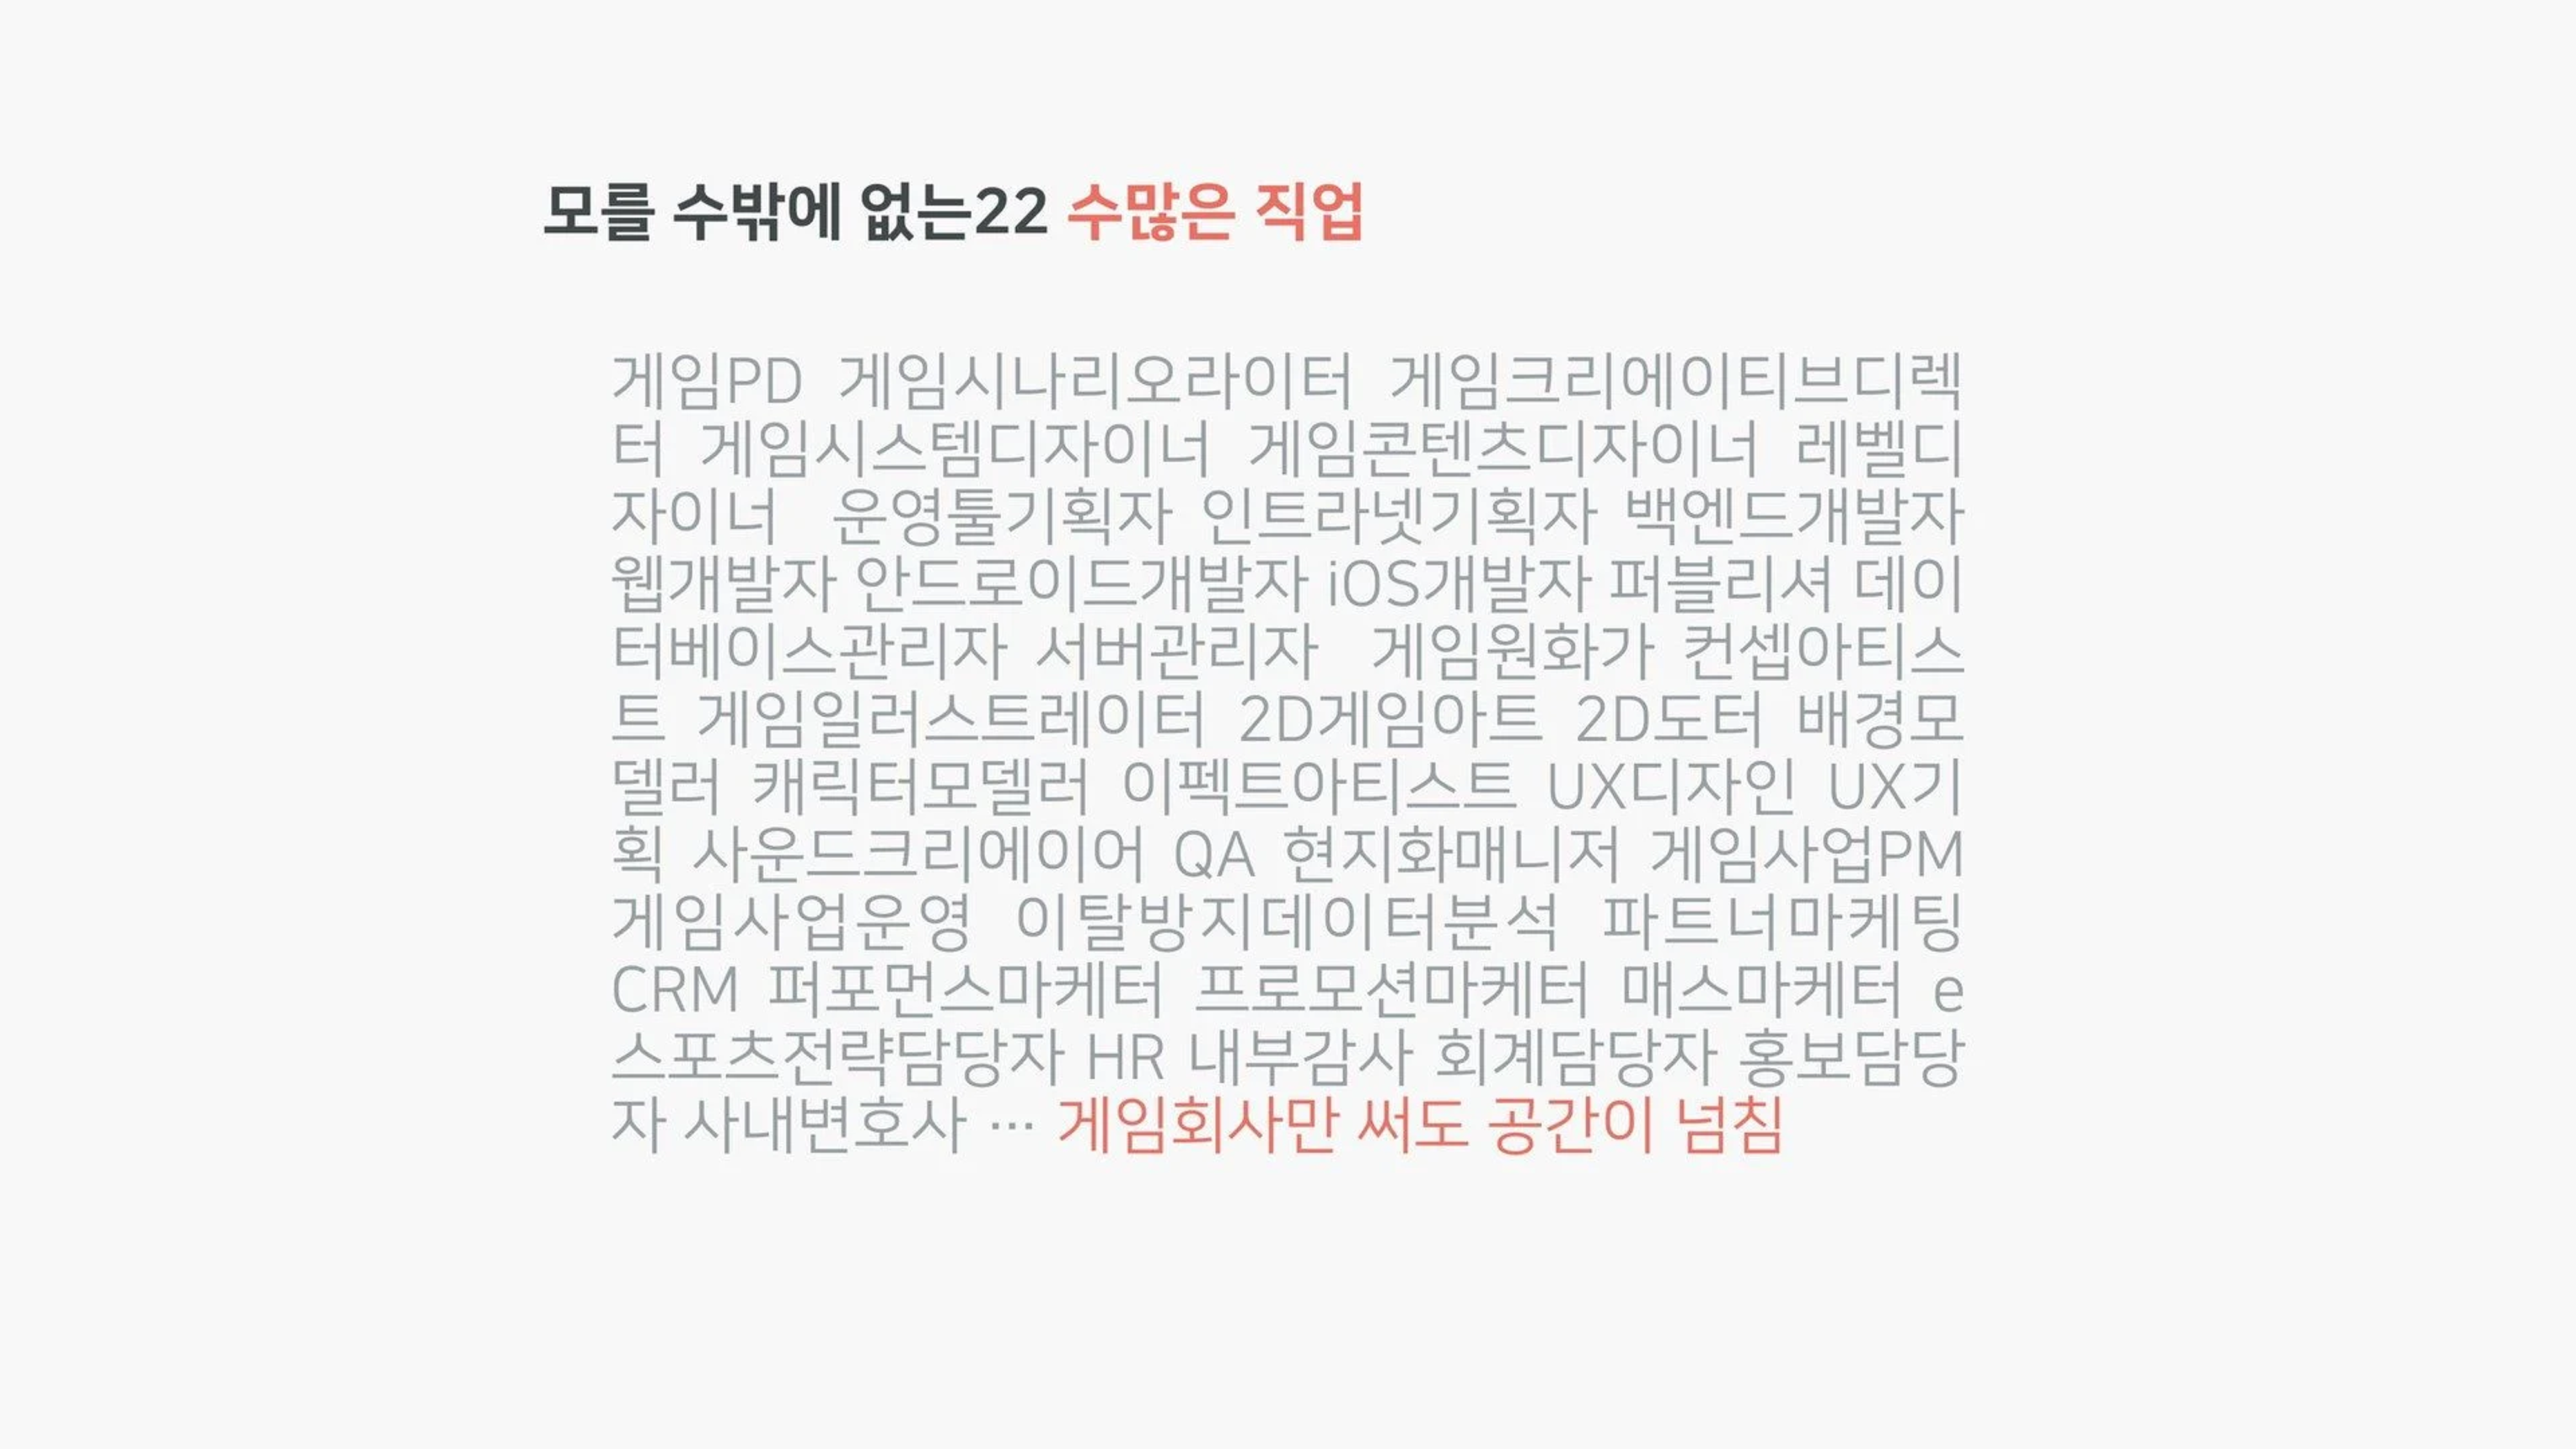 모를 수밖에 없는22 수많은 직업
게임PD 게임시나리오라이터 게임크리에이티브디렉
터 게임시스템디자이너 게임콘텐츠디자이너 레벨디
자이너 운영툴기획자 인트라넷기획자 백엔드개발자
웹개발자 안드로이드개발자 iOS개발자 퍼블리셔 데이
터베이스관리자 서버관리자 게임원화가 컨셉아티스
트 게임일러스트레이터 2D게임아트 2D도터 배경모
델러 캐릭터모델러 이펙트아티스트 UX디자인 UX기
획 사운드크리에이어 QA 현지화매니저 게임사업PM
게임사업운영 이탈방지데이터분석 파트너마케팅
CRM 퍼포먼스마케터 프로모션마케터 매스마케터 e
스포츠전략담당자 HR 내부감사 회계담당자 홍보담당
자 사내변호사 … 게임회사만 써도 공간이 넘침